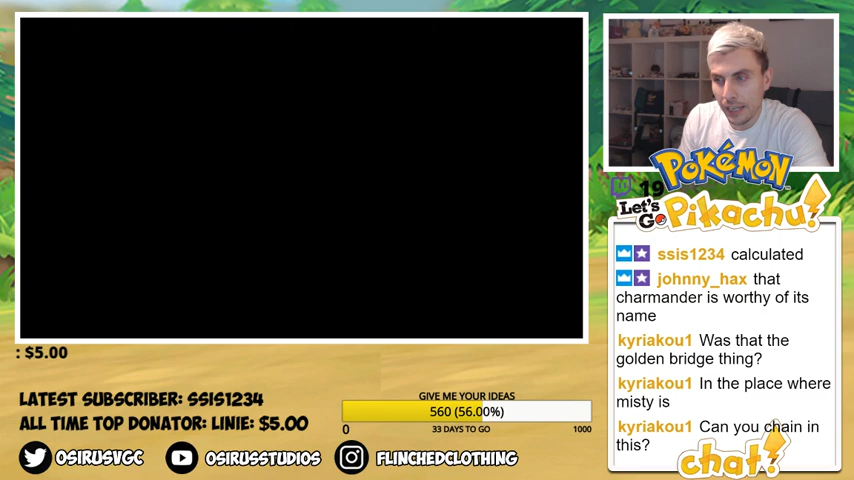 19
POKÉMON
Let's Go
Pikachu!
ssis1234 calculated
johnny_hax that
charmander is worthy of its
name
kyriakou1 Was that the
golden bridge thing?
kyriakou1 In the place where
misty is
kyriakou1 Can you chain in
this?
chat!
: $5.00
LATEST SUBSCRIBER: SSIS1234
ALL TIME TOP DONATOR: LINIE: $5.00
GIVE ME YOUR IDEAS
560 (56.00%)
0 33 DAYS TO GO 1000
OSIRUSVGC OSIRUSSTUDIOS FLINCHEDCLOTHING